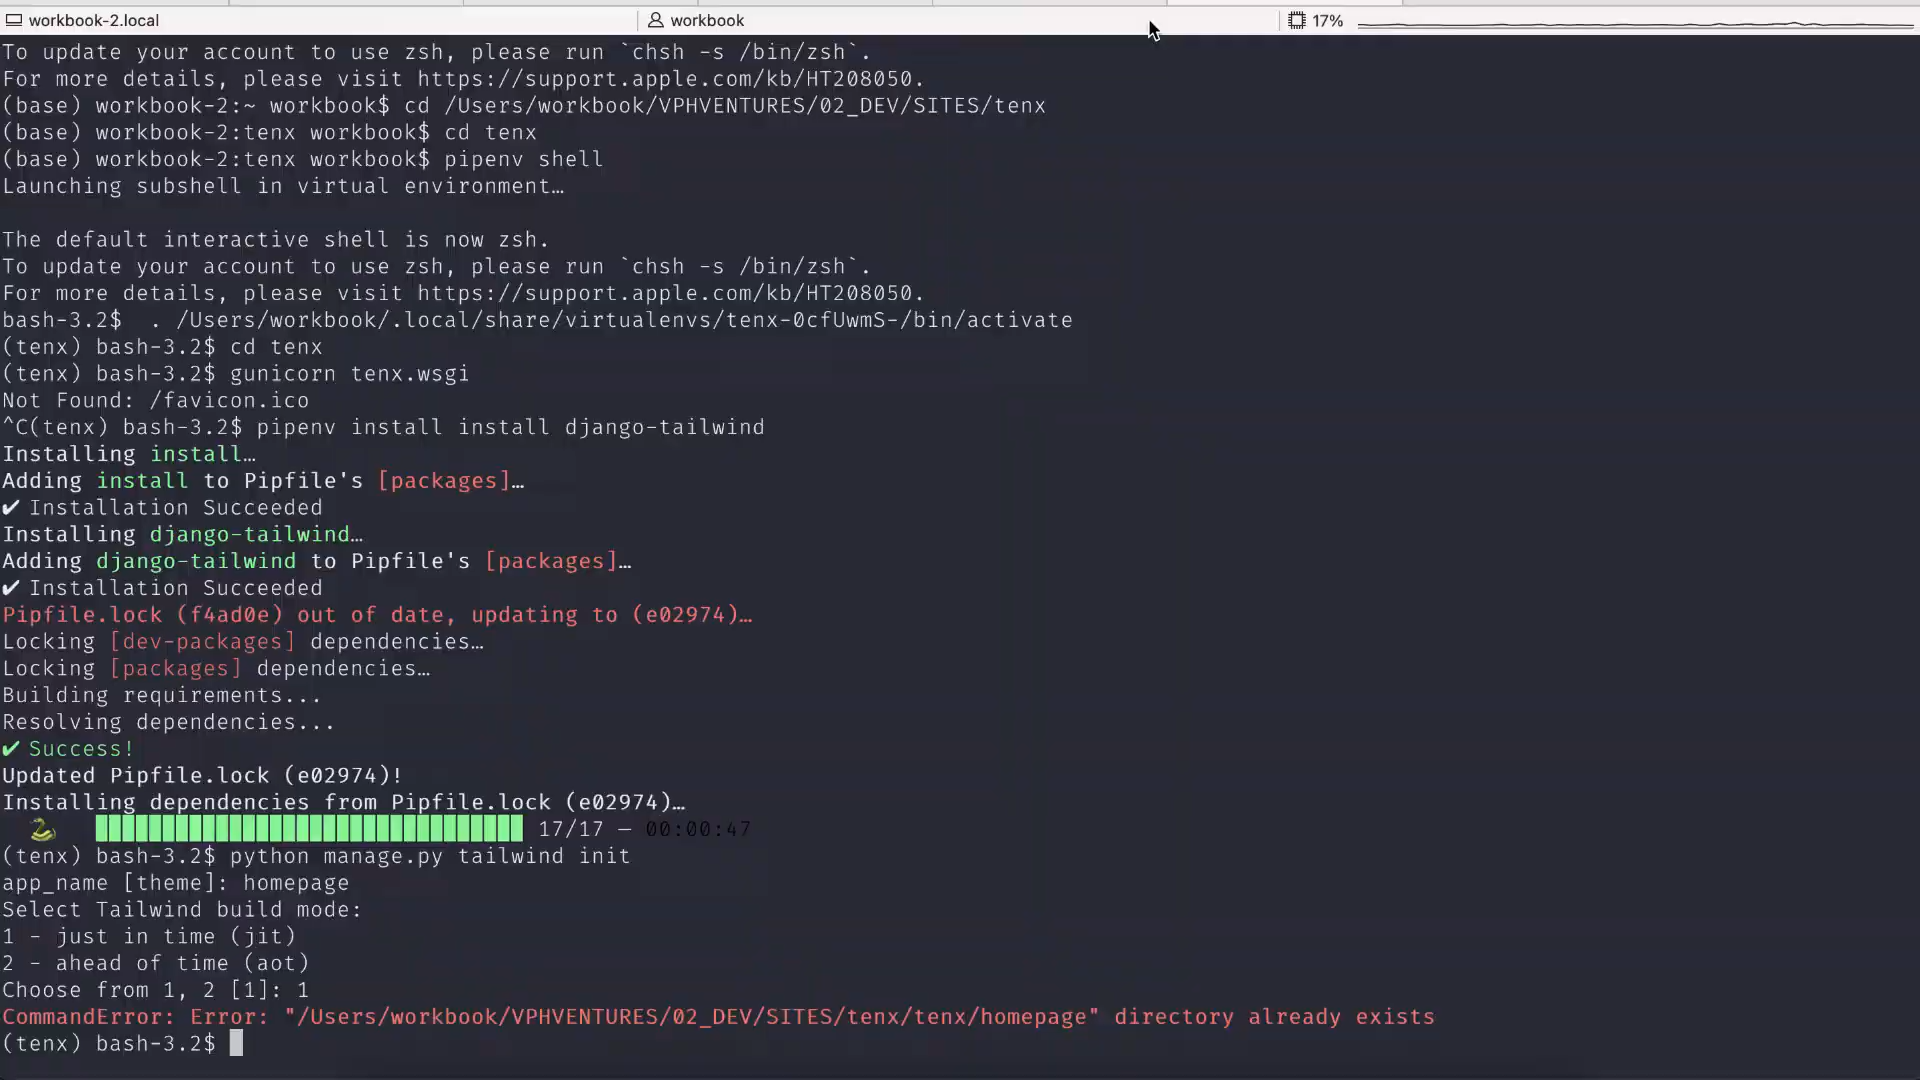 workbook-2.local workbook 17%
To update your account to use zsh, please run `chsh -s /bin/zsh`.
For more details, please visit https://support.apple.com/kb/HT208050.
(base) workbook-2:~ workbook$ cd /Users/workbook/VPHVENTURES/02_DEV/SITES/tenx
(base) workbook-2:tenx workbook$ cd tenx
(base) workbook-2:tenx workbook$ pipenv shell
Launching subshell in virtual environment…
The default interactive shell is now zsh.
To update your account to use zsh, please run `chsh -s /bin/zsh`.
For more details, please visit https://support.apple.com/kb/HT208050.
bash-3.2$  . /Users/workbook/.local/share/virtualenvs/tenx-0cfUwmS-/bin/activate
(tenx) bash-3.2$ cd tenx
(tenx) bash-3.2$ gunicorn tenx.wsgi
Not Found: /favicon.ico
^C(tenx) bash-3.2$ pipenv install install django-tailwind
Installing install…
Adding install to Pipfile's [packages]…
✔ Installation Succeeded
Installing django-tailwind…
Adding django-tailwind to Pipfile's [packages]…
✔ Installation Succeeded
Pipfile.lock (f4ad0e) out of date, updating to (e02974)…
Locking [dev-packages] dependencies…
Locking [packages] dependencies…
Building requirements...
Resolving dependencies...
✔ Success!
Updated Pipfile.lock (e02974)!
Installing dependencies from Pipfile.lock (e02974)…
17/17 — 00:00:47
(tenx) bash-3.2$ python manage.py tailwind init
app_name [theme]: homepage
Select Tailwind build mode:
1 - just in time (jit)
2 - ahead of time (aot)
Choose from 1, 2 [1]: 1
CommandError: Error: "/Users/workbook/VPHVENTURES/02_DEV/SITES/tenx/tenx/homepage" directory already exists
(tenx) bash-3.2$